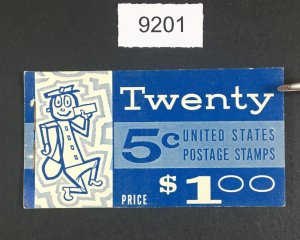 9201
Twenty
5c UNITED STATES
POSTAGE STAMPS
PRICE $1.00